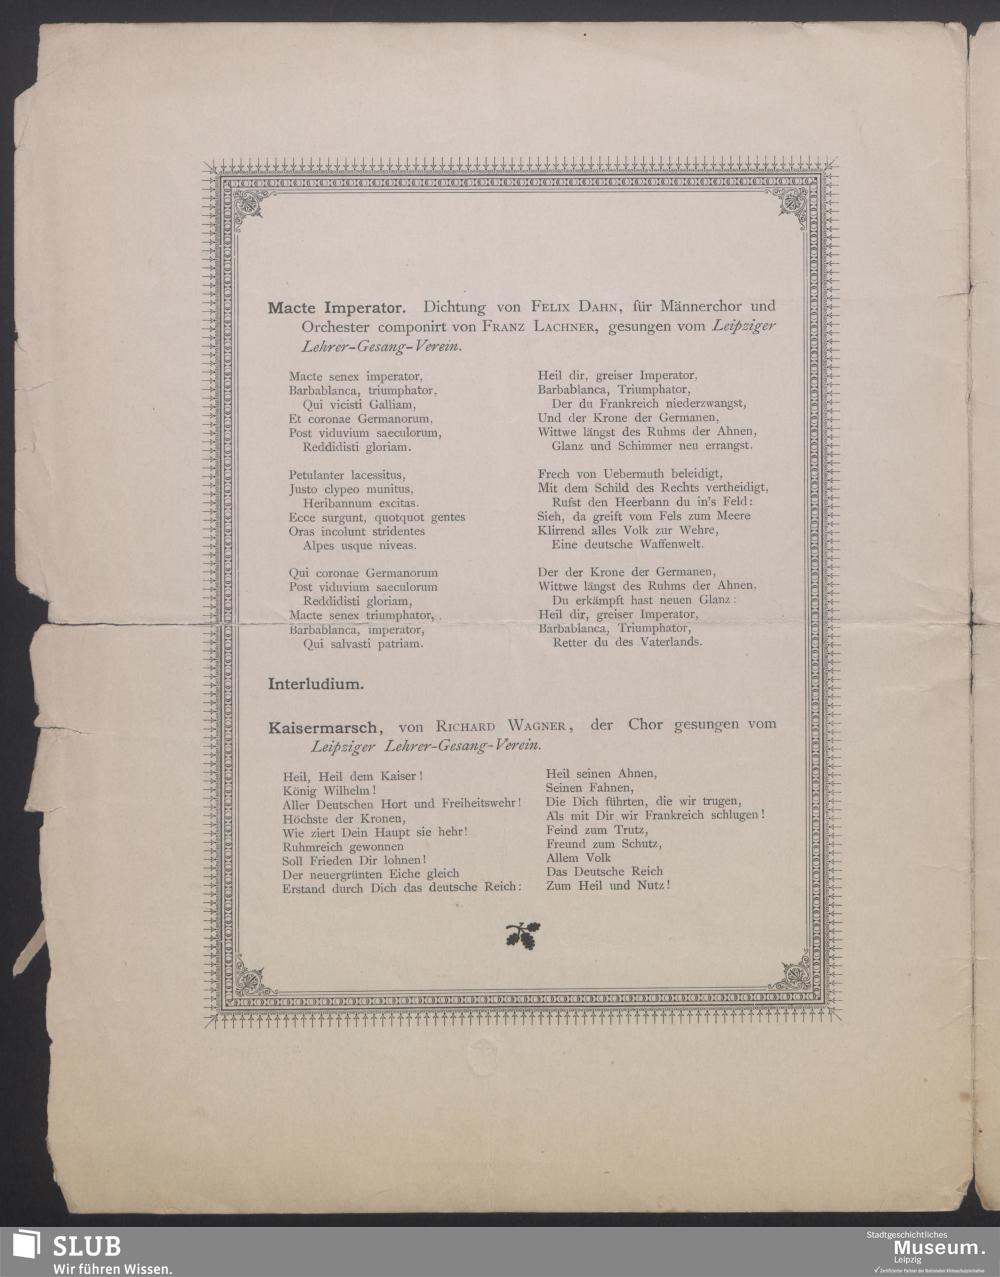 Macte Imperator. Dichtung von Felix Dahn, für Männerchor und
Orchester componirt von Franz Lachner, gesungen vom Leipziger
Lehrer-Gesang-Verein.
Macte senex imperator,
Barbablanca, triumphator,
Qui vicisti Galliam,
Et coronae Germanorum,
Post viduvium saeculorum,
Reddidisti gloriam.
Petulanter lacessitus,
Justo clypeo munitus,
Heribannum excitas.
Ecce surgunt, quotquot gentes
Oras incolunt stridentes
Alpes usque niveas.
Qui coronae Germanorum
Post viduvium saeculorum
Reddidisti gloriam,
Macte senex triumphator,
Barbablanca, imperator,
Qui salvasti patriam.
Heil dir, greiser Imperator,
Barbablanca, Triumphator,
Der du Frankreich niederzwangst,
Und der Krone der Germanen,
Wittwe längst des Ruhms der Ahnen,
Glanz und Schimmer neu errangst.
Frech von Uebermuth beleidigt,
Mit dem Schild des Rechts vertheidigt,
Rufst den Heerbann du in's Feld:
Sieh, da greift vom Fels zum Meere
Klirrend alles Volk zur Wehre,
Eine deutsche Waffenwelt.
Der der Krone der Germanen,
Wittwe längst des Ruhms der Ahnen,
Du erkämpft hast neuen Glanz:
Heil dir, greiser Imperator,
Barbablanca, Triumphator,
Retter du des Vaterlands.
Interludium.
Kaisermarsch, von Richard Wagner, der Chor gesungen vom
Leipziger Lehrer-Gesang-Verein.
Heil, Heil dem Kaiser!
König Wilhelm!
Aller Deutschen Hort und Freiheitswehr!
Höchste der Kronen,
Wie ziert Dein Haupt sie hehr!
Ruhmreich gewonnen
Soll Frieden Dir lohnen!
Der neuergrünten Eiche gleich
Erstand durch Dich das deutsche Reich:
Heil seinen Ahnen,
Seinen Fahnen,
Die Dich führten, die wir trugen,
Als mit Dir wir Frankreich schlugen!
Feind zum Trutz,
Freund zum Schutz,
Allem Volk
Das Deutsche Reich
Zum Heil und Nutz!
SLUB
Wir führen Wissen.
Stadtgeschichtliches
Museum.
Leipzig
Zertifizierter Partner der Nationalen Klimaschutzinitiative